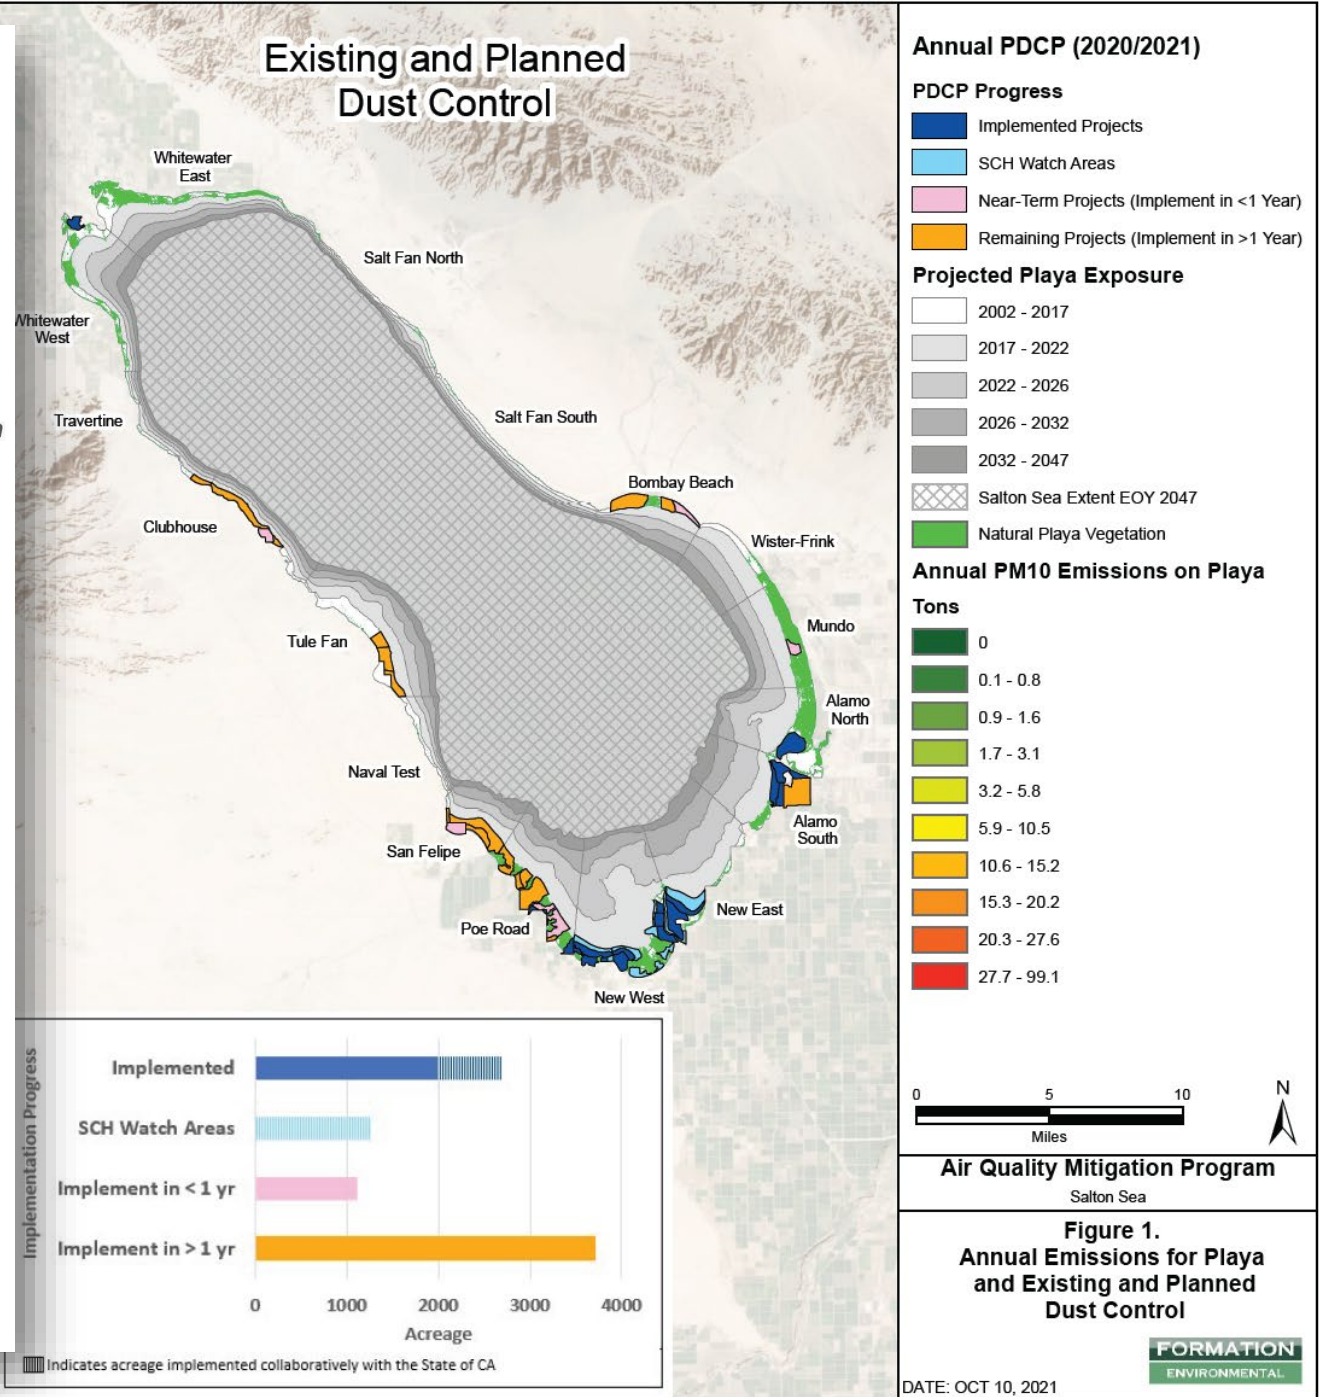 Existing and Planned
Dust Control
Whitewater
East
Salt Fan North
Whitewater
West
Travertine
Salt Fan South
Bombay Beach
Clubhouse
Wister-Frink
Mundo
Tule Fan
Alamo
North
Naval Test
Alamo
South
San Felipe
New East
Poe Road
New West
Implementation Progress
Implemented
SCH Watch Areas
Implement in < 1 yr
Implement in > 1 yr
0 1000 2000 3000 4000
Acreage
Indicates acreage implemented collaboratively with the State of CA
Annual PDCP (2020/2021)
PDCP Progress
Implemented Projects
SCH Watch Areas
Near-Term Projects (Implement in <1 Year)
Remaining Projects (Implement in >1 Year)
Projected Playa Exposure
2002 - 2017
2017 - 2022
2022 - 2026
2026 - 2032
2032 - 2047
Salton Sea Extent EOY 2047
Natural Playa Vegetation
Annual PM10 Emissions on Playa
Tons
0
0.1 - 0.8
0.9 - 1.6
1.7 - 3.1
3.2 - 5.8
5.9 - 10.5
10.6 - 15.2
15.3 - 20.2
20.3 - 27.6
27.7 - 99.1
0 5 10
Miles
N
Air Quality Mitigation Program
Salton Sea
Figure 1.
Annual Emissions for Playa
and Existing and Planned
Dust Control
FORMATION
ENVIRONMENTAL
DATE: OCT 10, 2021